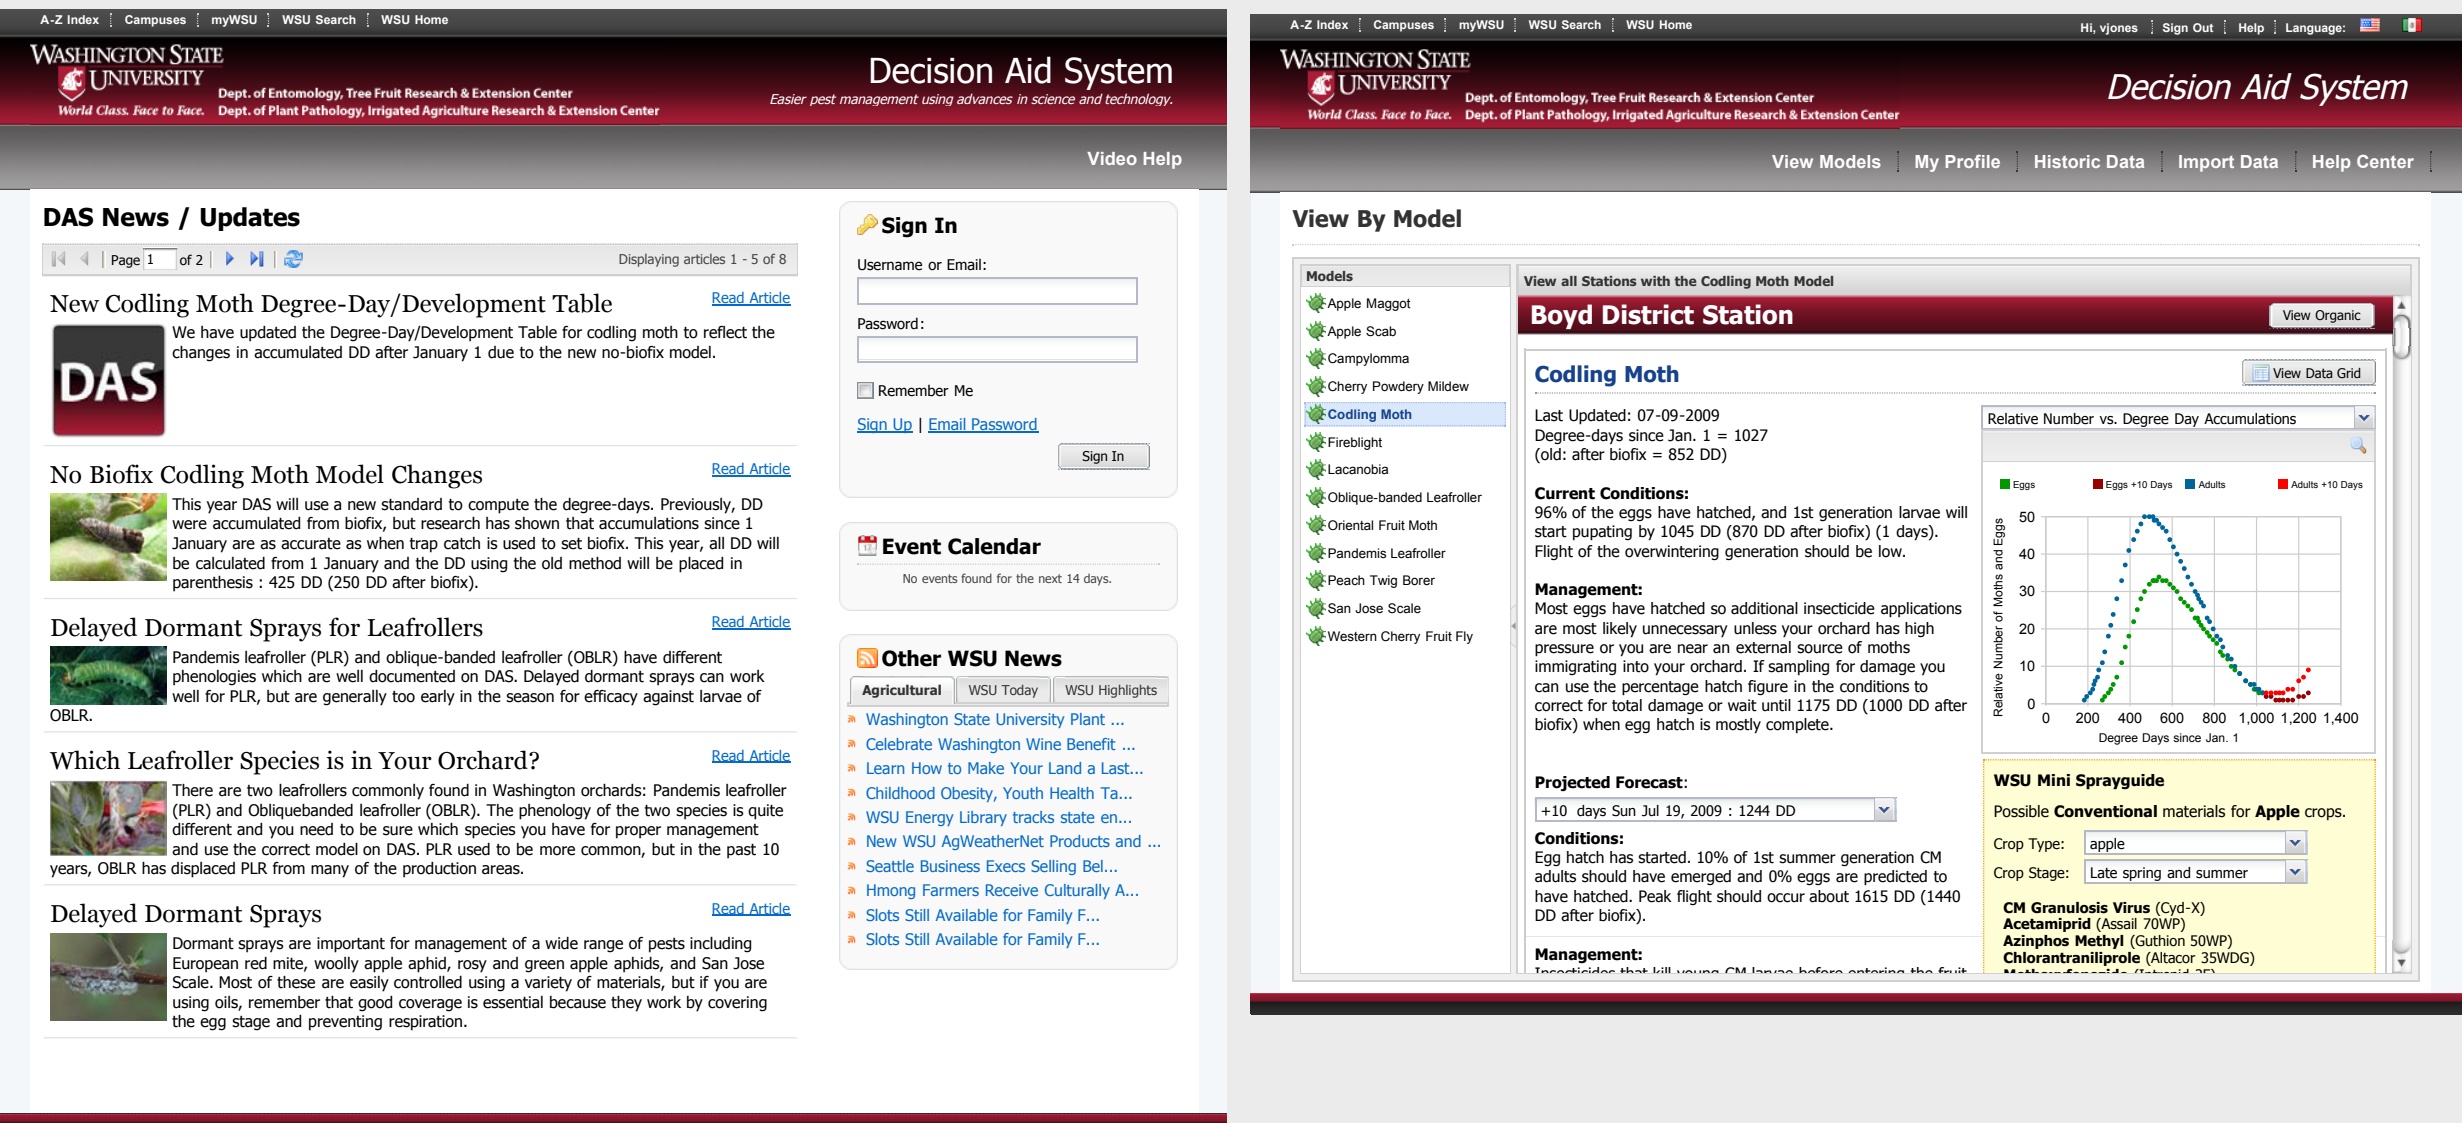 A-Z Index Campuses myWSU WSU Search WSU Home
WASHINGTON STATE
UNIVERSITY
World Class. Face to Face.
Dept. of Entomology, Tree Fruit Research & Extension Center
Dept. of Plant Pathology, Irrigated Agriculture Research & Extension Center
Decision Aid System
Easier pest management using advances in science and technology.
Video Help
DAS News / Updates
Page 1 of 2
Displaying articles 1 - 5 of 8
New Codling Moth Degree-Day/Development Table
Read Article
DAS
We have updated the Degree-Day/Development Table for codling moth to reflect the
changes in accumulated DD after January 1 due to the new no-biofix model.
No Biofix Codling Moth Model Changes
Read Article
This year DAS will use a new standard to compute the degree-days. Previously, DD
were accumulated from biofix, but research has shown that accumulations since 1
January are as accurate as when trap catch is used to set biofix. This year, all DD will
be calculated from 1 January and the DD using the old method will be placed in
parenthesis : 425 DD (250 DD after biofix).
Delayed Dormant Sprays for Leafrollers
Read Article
Pandemis leafroller (PLR) and oblique-banded leafroller (OBLR) have different
phenologies which are well documented on DAS. Delayed dormant sprays can work
well for PLR, but are generally too early in the season for efficacy against larvae of
OBLR.
Which Leafroller Species is in Your Orchard?
Read Article
There are two leafrollers commonly found in Washington orchards: Pandemis leafroller
(PLR) and Obliquebanded leafroller (OBLR). The phenology of the two species is quite
different and you need to be sure which species you have for proper management
and use the correct model on DAS. PLR used to be more common, but in the past 10
years, OBLR has displaced PLR from many of the production areas.
Delayed Dormant Sprays
Read Article
Dormant sprays are important for management of a wide range of pests including
European red mite, woolly apple aphid, rosy and green apple aphids, and San Jose
Scale. Most of these are easily controlled using a variety of materials, but if you are
using oils, remember that good coverage is essential because they work by covering
the egg stage and preventing respiration.
Sign In
Username or Email:
Password:
Remember Me
Sign Up | Email Password
Sign In
Event Calendar
No events found for the next 14 days.
Other WSU News
Agricultural WSU Today WSU Highlights
Washington State University Plant ...
Celebrate Washington Wine Benefit ...
Learn How to Make Your Land a Last...
Childhood Obesity, Youth Health Ta...
WSU Energy Library tracks state en...
New WSU AgWeatherNet Products and ...
Seattle Business Execs Selling Bel...
Hmong Farmers Receive Culturally A...
Slots Still Available for Family F...
Slots Still Available for Family F...
A-Z Index Campuses myWSU WSU Search WSU Home
Hi, vjones Sign Out Help Language:
WASHINGTON STATE
UNIVERSITY
World Class. Face to Face.
Dept. of Entomology, Tree Fruit Research & Extension Center
Dept. of Plant Pathology, Irrigated Agriculture Research & Extension Center
Decision Aid System
View Models My Profile Historic Data Import Data Help Center
View By Model
Models
Apple Maggot
Apple Scab
Campylomma
Cherry Powdery Mildew
Codling Moth
Fireblight
Lacanobia
Oblique-banded Leafroller
Oriental Fruit Moth
Pandemis Leafroller
Peach Twig Borer
San Jose Scale
Western Cherry Fruit Fly
View all Stations with the Codling Moth Model
Boyd District Station
View Organic
Codling Moth
View Data Grid
Last Updated: 07-09-2009
Degree-days since Jan. 1 = 1027
(old: after biofix = 852 DD)
Current Conditions:
96% of the eggs have hatched, and 1st generation larvae will
start pupating by 1045 DD (870 DD after biofix) (1 days).
Flight of the overwintering generation should be low.
Management:
Most eggs have hatched so additional insecticide applications
are most likely unnecessary unless your orchard has high
pressure or you are near an external source of moths
immigrating into your orchard. If sampling for damage you
can use the percentage hatch figure in the conditions to
correct for total damage or wait until 1175 DD (1000 DD after
biofix) when egg hatch is mostly complete.
Projected Forecast:
+10 days Sun Jul 19, 2009 : 1244 DD
Conditions:
Egg hatch has started. 10% of 1st summer generation CM
adults should have emerged and 0% eggs are predicted to
have hatched. Peak flight should occur about 1615 DD (1440
DD after biofix).
Management:
Insecticides that kill young CM larvae before entering the fruit
Relative Number vs. Degree Day Accumulations
Eggs Eggs +10 Days Adults Adults +10 Days
Relative Number of Moths and Eggs
50
40
30
20
10
0
0 200 400 600 800 1,000 1,200 1,400
Degree Days since Jan. 1
WSU Mini Sprayguide
Possible Conventional materials for Apple crops.
Crop Type: apple
Crop Stage: Late spring and summer
CM Granulosis Virus (Cyd-X)
Acetamiprid (Assail 70WP)
Azinphos Methyl (Guthion 50WP)
Chlorantraniliprole (Altacor 35WDG)
Methoxyfenozide (Intrepid 2F)